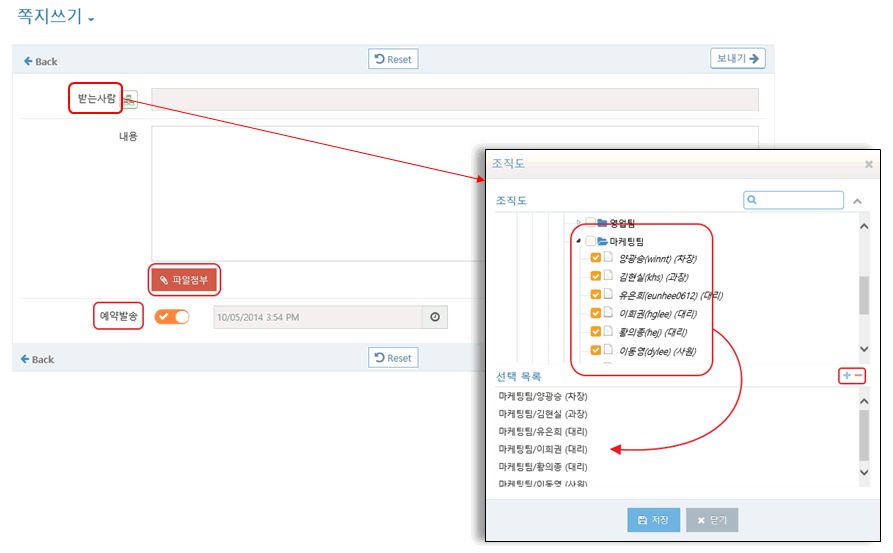 쪽지쓰기
Back
Reset
보내기
받는사람
내용
파일첨부
예약발송
10/05/2014 3:54 PM
Back
Reset
조직도
조직도
영업팀
마케팅팀
양광승(winnt) (차장)
김현실(khs) (과장)
유은희(eunhee0612) (대리)
이희권(hglee) (대리)
황의종(hej) (대리)
이동영(dylee) (사원)
선택 목록
마케팅팀/양광승 (차장)
마케팅팀/김현실 (과장)
마케팅팀/유은희 (대리)
마케팅팀/이희권 (대리)
마케팅팀/황의종 (대리)
마케팅팀/이동영 (사원)
저장
닫기